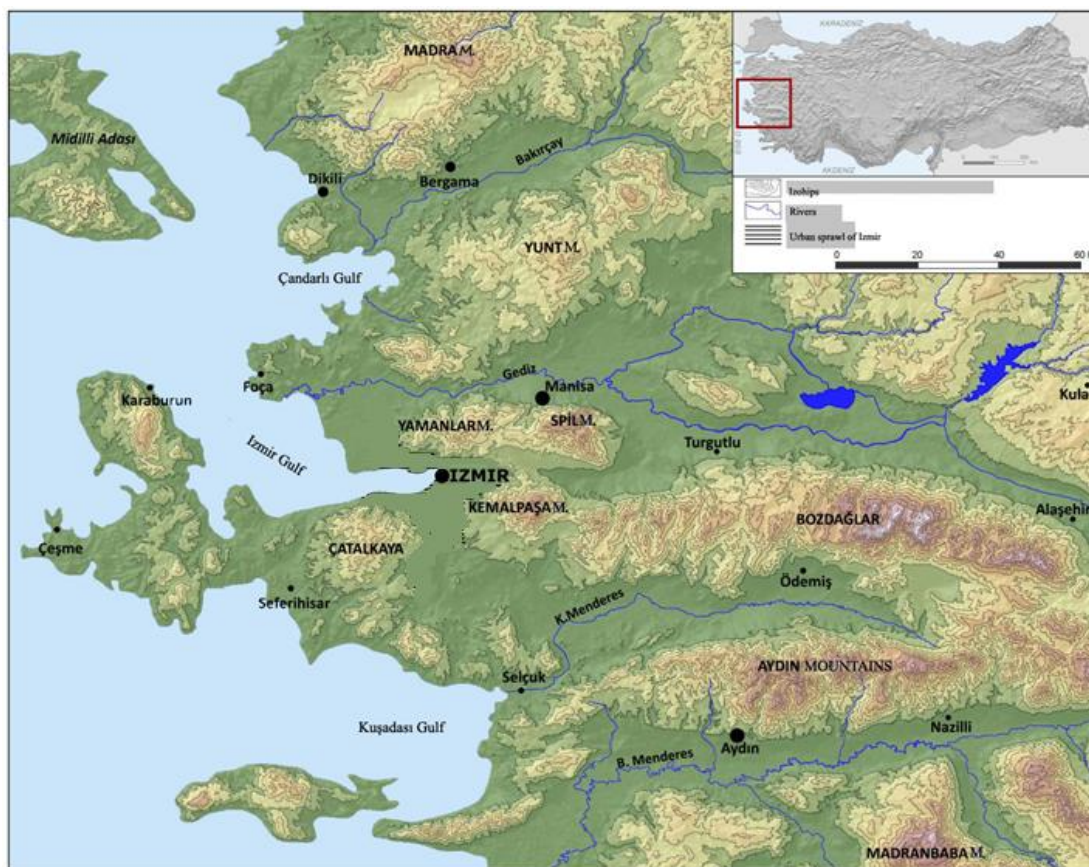 MADRA M.
KARADENİZ
Midilli Adası
Dikili
Bergama
Bakırçay
AKDENİZ
Izohips
Rivers
Urban sprawl of Izmir
0 20 40 60
YUNT M.
Çandarlı Gulf
Foça
Gediz
Manisa
Karaburun
Kula
YAMANLAR M.
SPİL M.
Izmir Gulf
Turgutlu
IZMIR
KEMALPAŞA M.
BOZDAĞLAR
Alaşehir
Çeşme
ÇATALKAYA
Seferihisar
Ödemiş
K.Menderes
Selçuk
AYDIN MOUNTAINS
Kuşadası Gulf
Nazilli
Aydın
B. Menderes
MADRANBABA M.